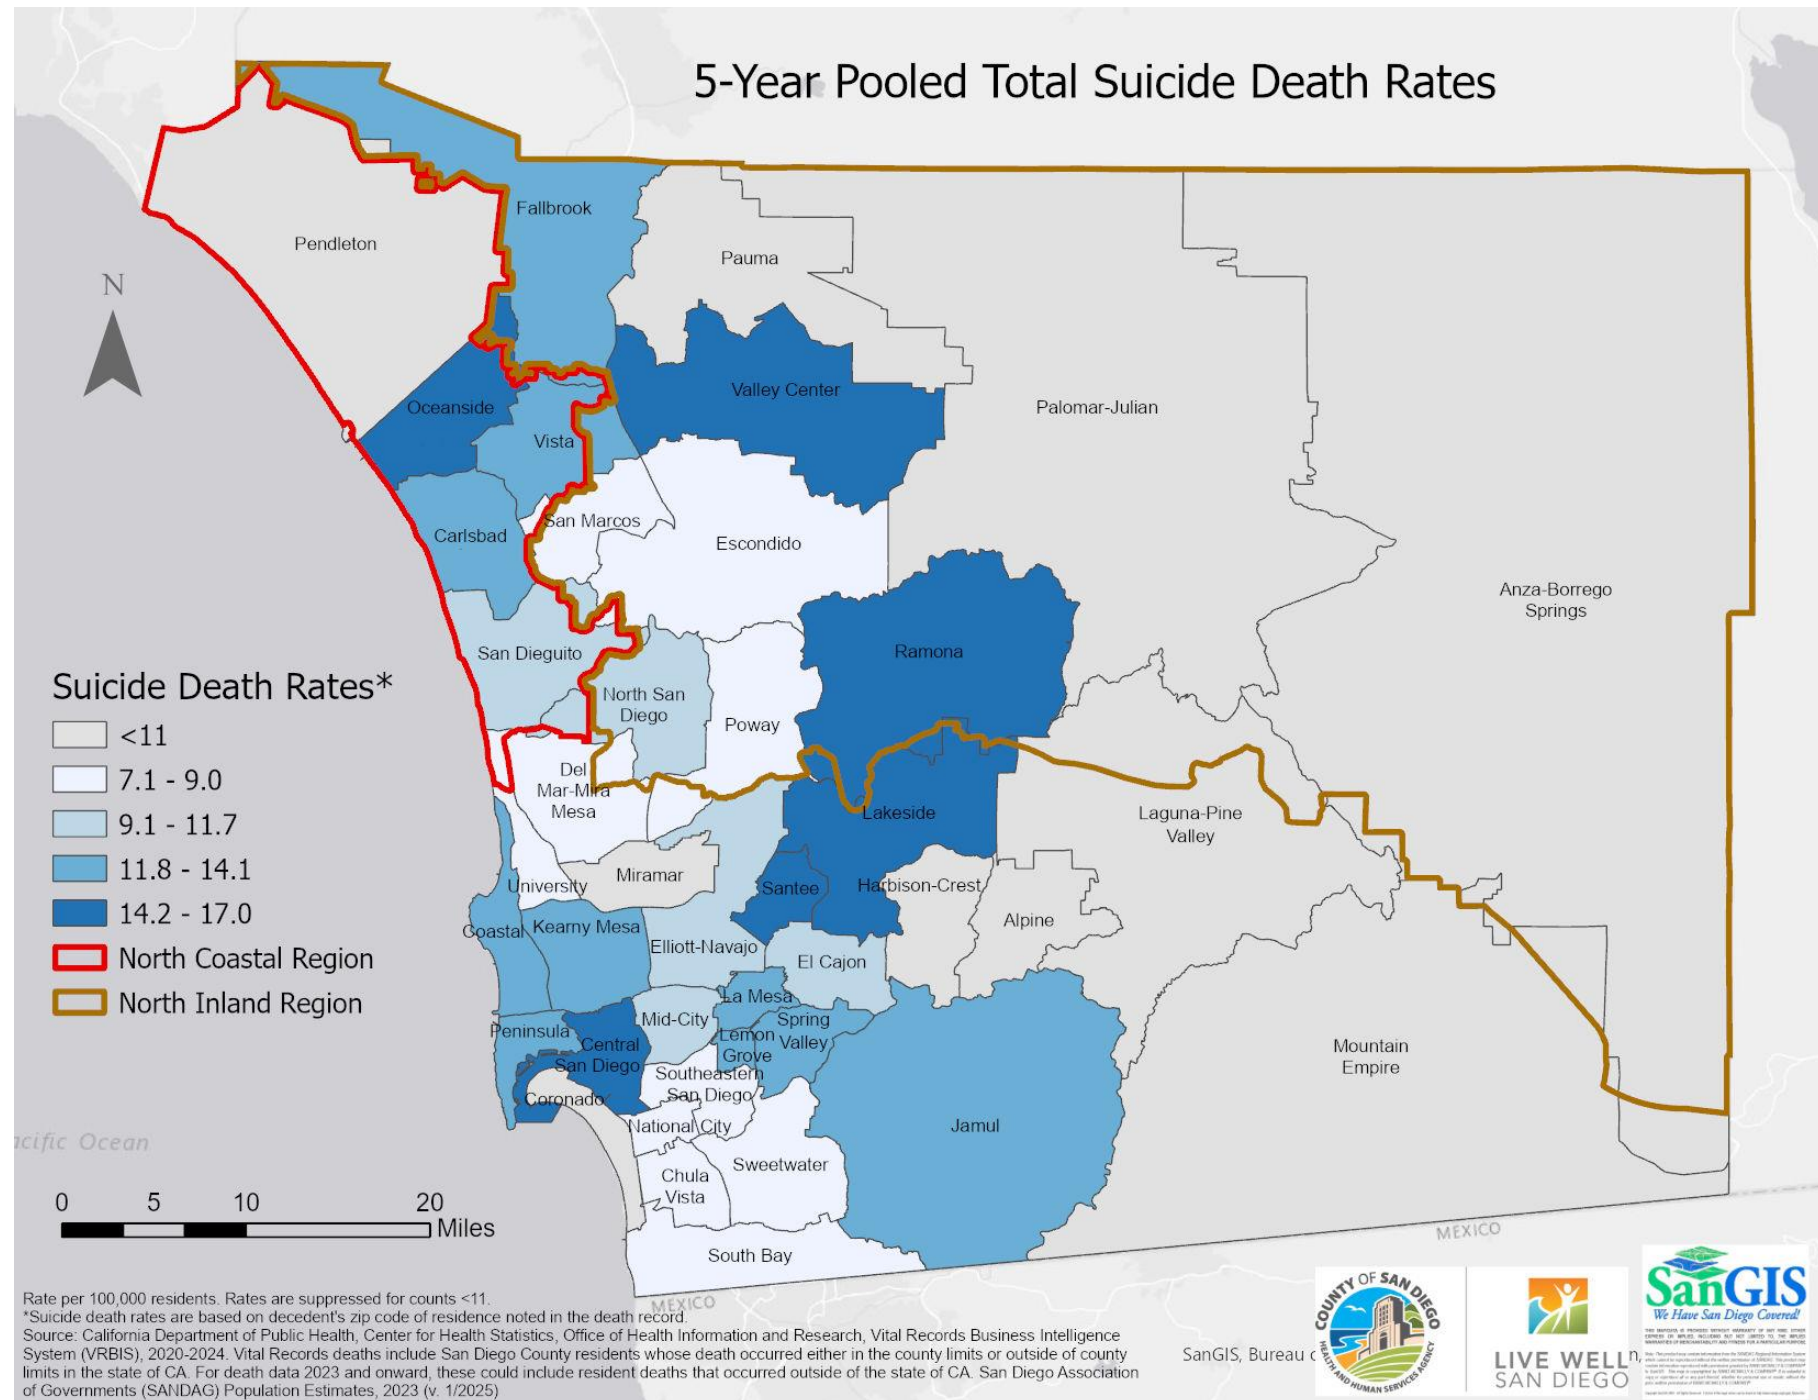 5-Year Pooled Total Suicide Death Rates
Fallbrook
Pendleton
Pauma
N
Valley Center
Oceanside
Palomar-Julian
Vista
San Marcos
Carlsbad
Escondido
Anza-Borrego
Springs
San Dieguito
Ramona
North San
Diego
Poway
Del
Mar-Mira
Mesa
Lakeside
Laguna-Pine
Valley
Miramar
University
Santee
Harbison-Crest
Alpine
Coastal
Kearny Mesa
Elliott-Navajo
El Cajon
La Mesa
Mid-City
Spring
Valley
Peninsula
Lemon
Grove
Central
San Diego
Mountain
Empire
Southeastern
San Diego
Coronado
National City
Jamul
Sweetwater
Chula
Vista
South Bay
Suicide Death Rates*
<11
7.1 - 9.0
9.1 - 11.7
11.8 - 14.1
14.2 - 17.0
North Coastal Region
North Inland Region
acific Ocean
0 5 10 20
Miles
MEXICO
MEXICO
Rate per 100,000 residents. Rates are suppressed for counts <11.
*Suicide death rates are based on decedent's zip code of residence noted in the death record.
Source: California Department of Public Health, Center for Health Statistics, Office of Health Information and Research, Vital Records Business Intelligence
System (VRBIS), 2020-2024. Vital Records deaths include San Diego County residents whose death occurred either in the county limits or outside of county
limits in the state of CA. For death data 2023 and onward, these could include resident deaths that occurred outside of the state of CA. San Diego Association
of Governments (SANDAG) Population Estimates, 2023 (v. 1/2025)
SanGIS, Bureau
COUNTY OF SAN DIEGO
HEALTH AND HUMAN SERVICES AGENCY
LIVE WELL
SAN DIEGO
SanGIS
We Have San Diego Covered!